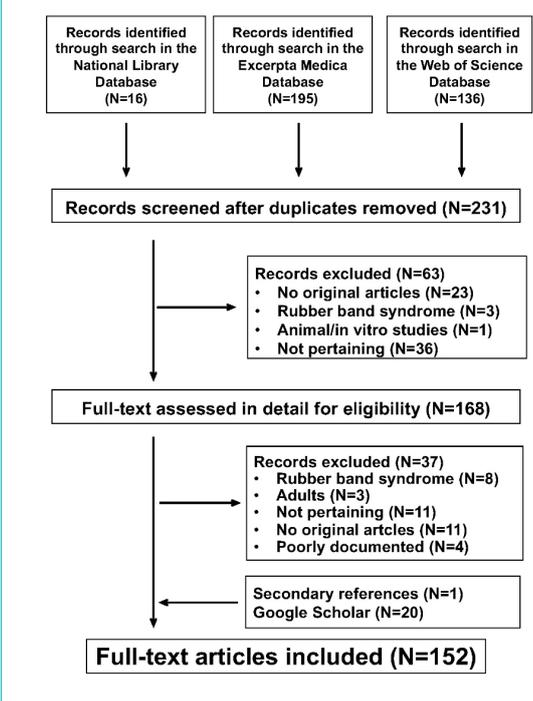 Records identified
through search in the
National Library
Database
(N=16)
Records identified
through search in the
Excerpta Medica
Database
(N=195)
Records identified
through search in
the Web of Science
Database
(N=136)
Records screened after duplicates removed (N=231)
Records excluded (N=63)
• No original articles (N=23)
• Rubber band syndrome (N=3)
• Animal/in vitro studies (N=1)
• Not pertaining (N=36)
Full-text assessed in detail for eligibility (N=168)
Records excluded (N=37)
• Rubber band syndrome (N=8)
• Adults (N=3)
• Not pertaining (N=11)
• No original artcles (N=11)
• Poorly documented (N=4)
Secondary references (N=1)
Google Scholar (N=20)
Full-text articles included (N=152)